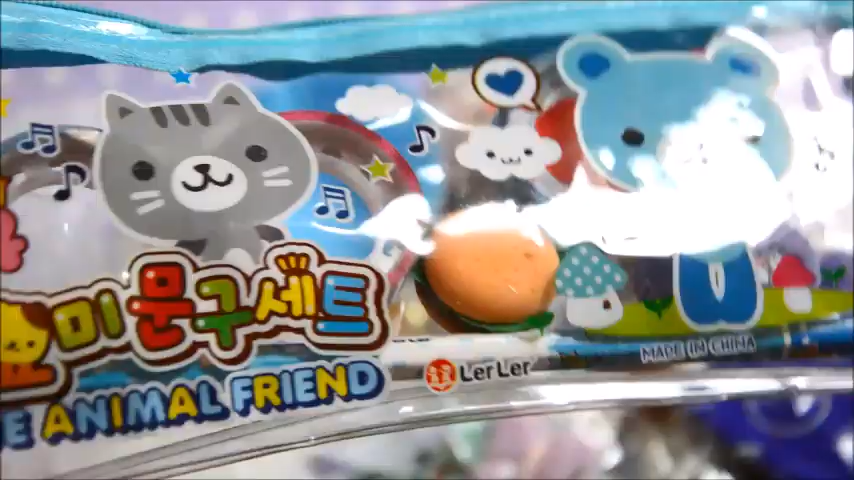 미문구세트
ANIMAL FRIEND
LerLer
MADE IN CHINA